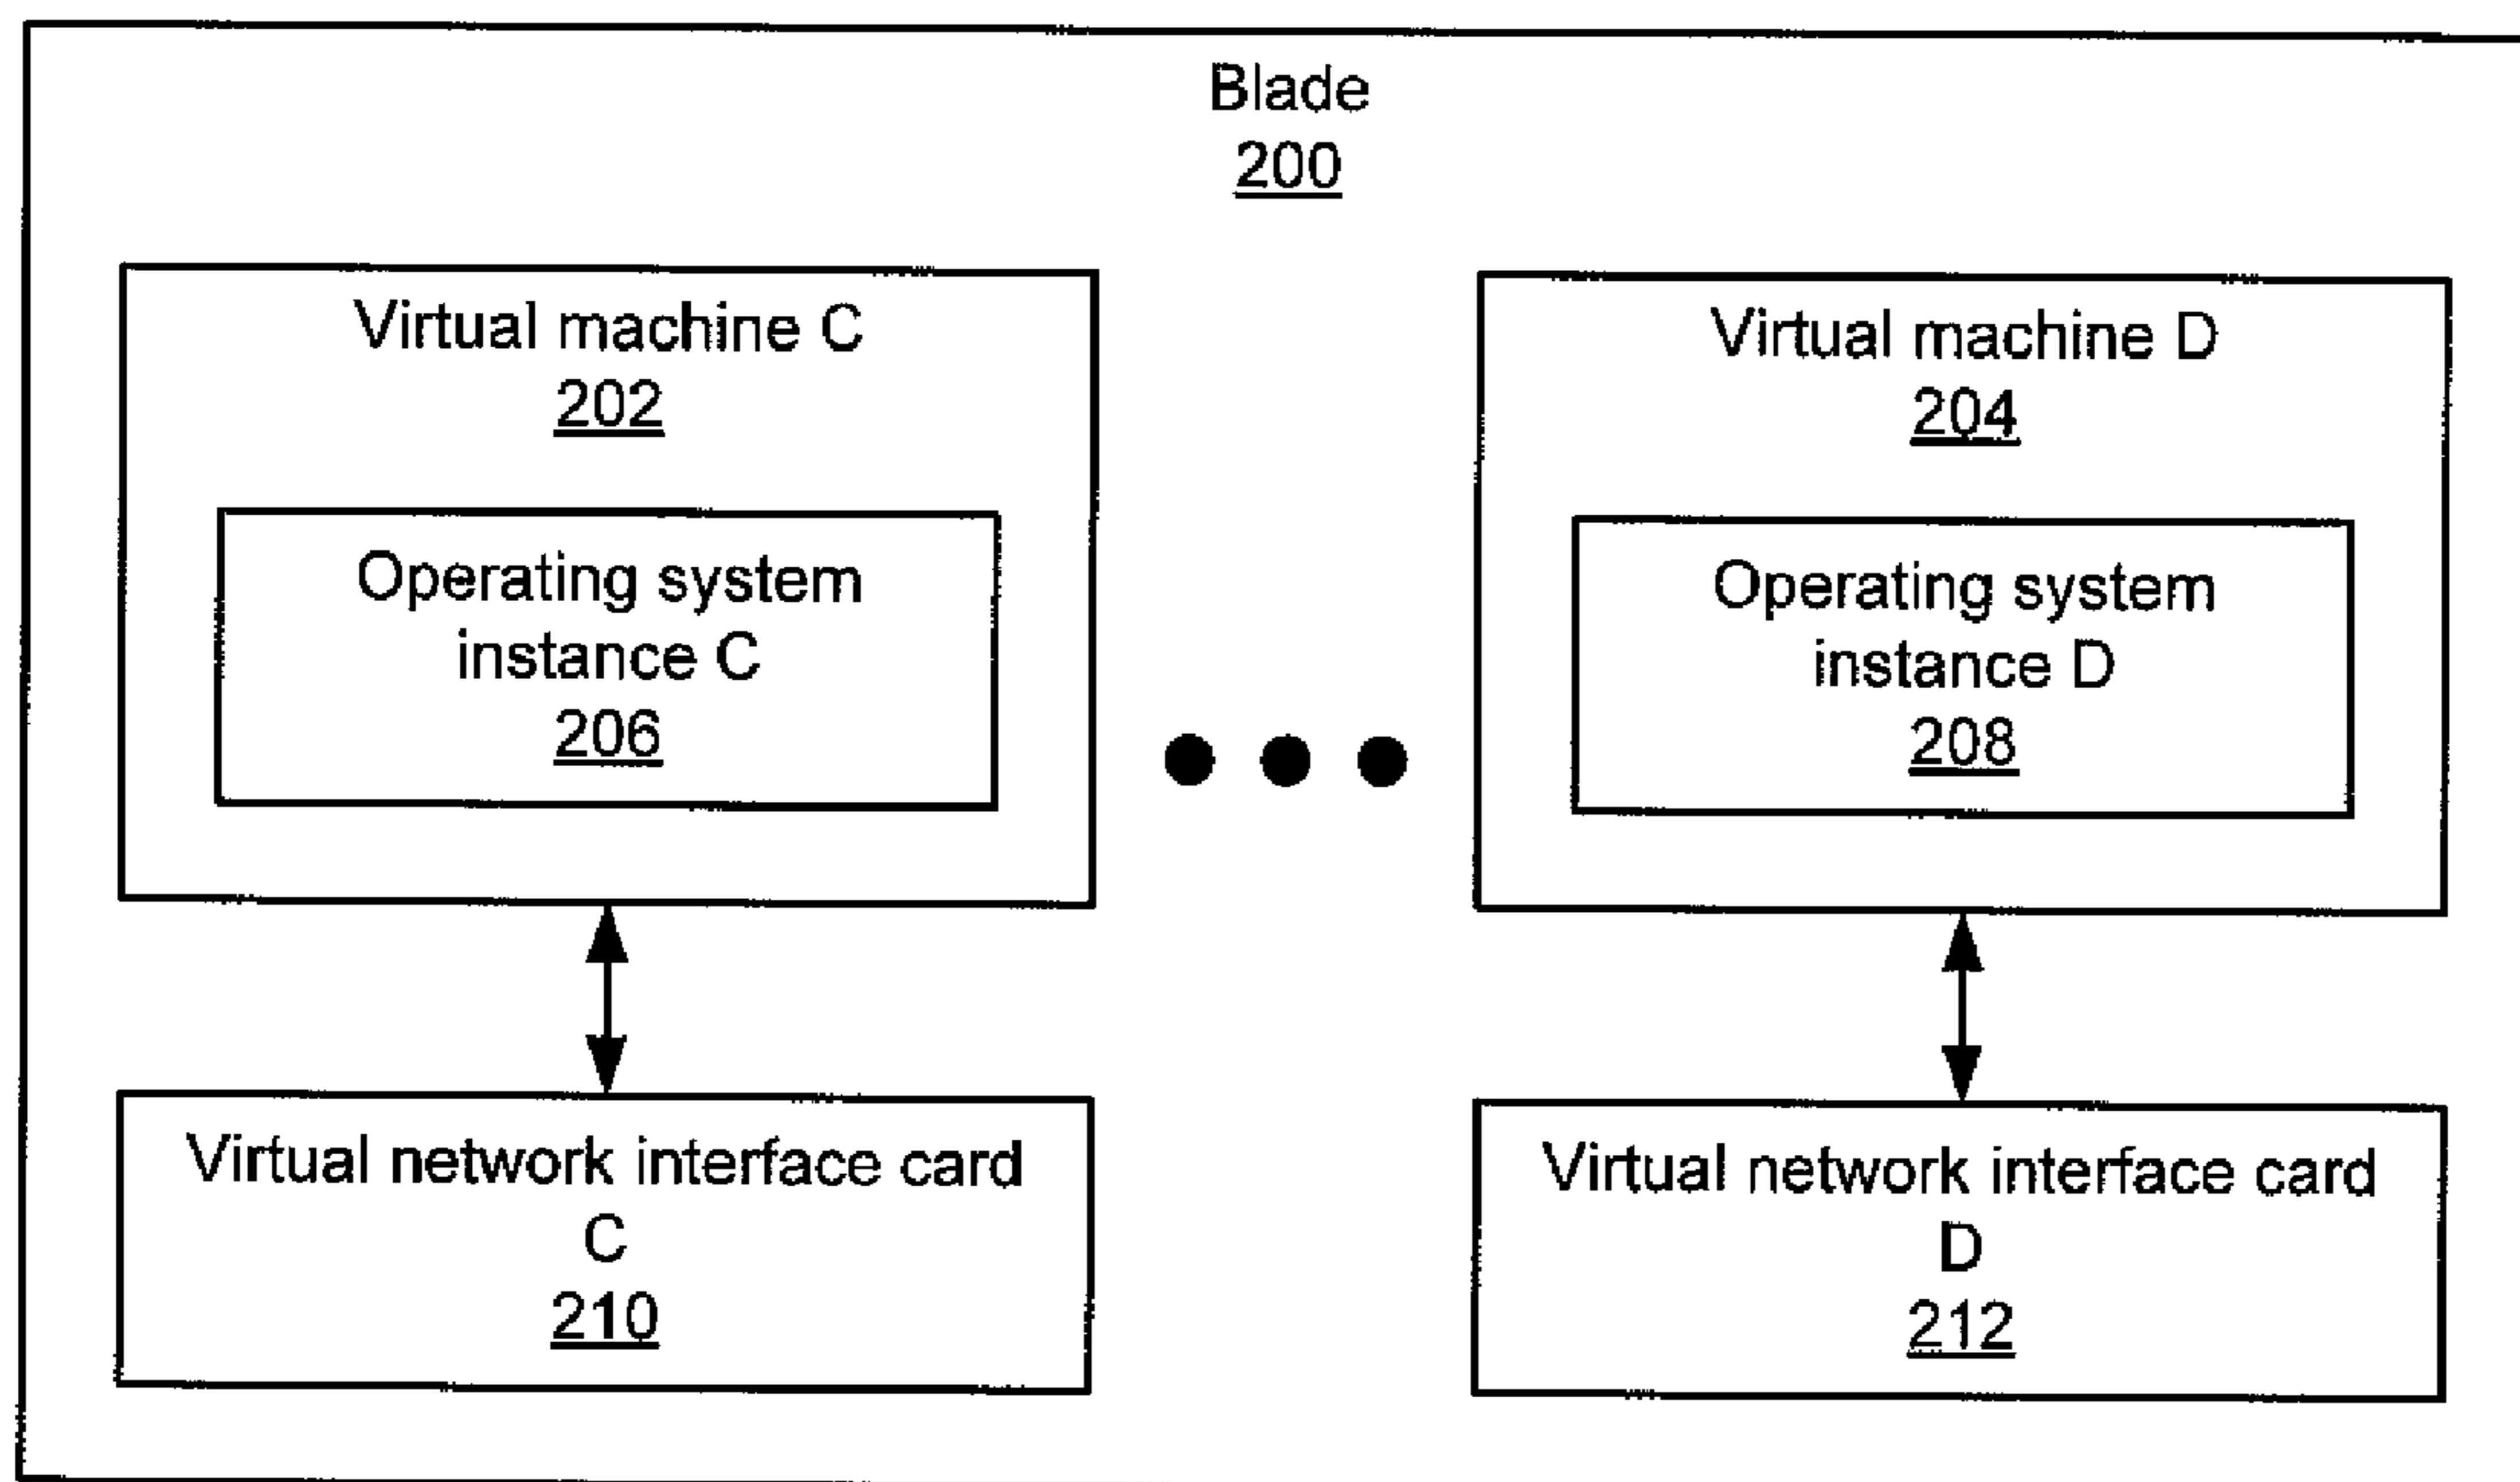 Blade
200
Virtual machine C
202
Operating system
instance C
206
Virtual machine D
204
Operating system
instance D
208
Virtual network interface card
C
210
Virtual network interface card
D
212